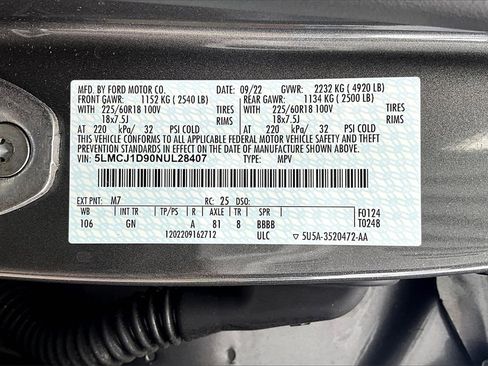 MFD. BY FORD MOTOR CO. 09/22 GVWR: 2232 KG ( 4920 LB)
FRONT GAWR: 1152 KG ( 2540 LB) REAR GAWR: 1134 KG ( 2500 LB)
WITH 225/60R18 100V TIRES WITH 225/60R18 100V TIRES
18x7.5J RIMS 18x7.5J RIMS
AT 220 kPa/ 32 PSI COLD AT 220 kPa/ 32 PSI COLD
THIS VEHICLE CONFORMS TO ALL APPLICABLE FEDERAL MOTOR VEHICLE SAFETY AND THEFT PREVENTION
STANDARDS IN EFFECT ON THE DATE OF MANUFACTURE SHOWN ABOVE.
VIN: 5LMCJ1D90NUL28407 TYPE: MPV
EXT PNT: M7 RC: 25 DSO:
WB INT TR TP/PS R AXLE TR SPR F0124
106 GN A 81 8 BBBB T0248
1202209162712 ULC ▽ 5U5A-3520472-AA